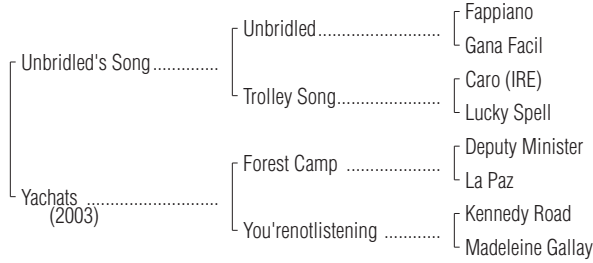 Fappiano
Unbridled........................
Gana Facil
Unbridled's Song.............
Caro (IRE)
Trolley Song....................
Lucky Spell
Deputy Minister
Forest Camp ..................
La Paz
Yachats ..........................
(2003)
Kennedy Road
You'renotlistening ............
Madeleine Gallay